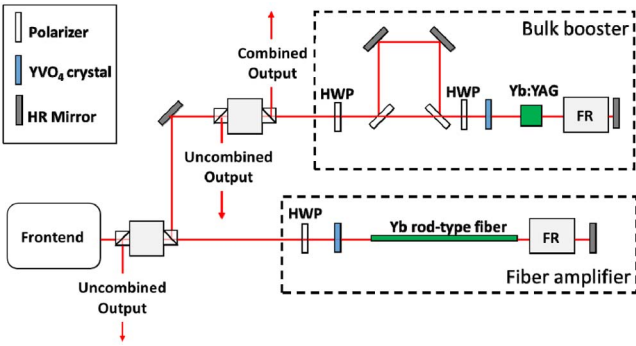 Polarizer
YVO₄ crystal
HR Mirror
Combined
Output
Bulk booster
HWP
HWP
Yb:YAG
FR
Uncombined
Output
Frontend
HWP
Yb rod-type fiber
FR
Uncombined
Output
Fiber amplifier